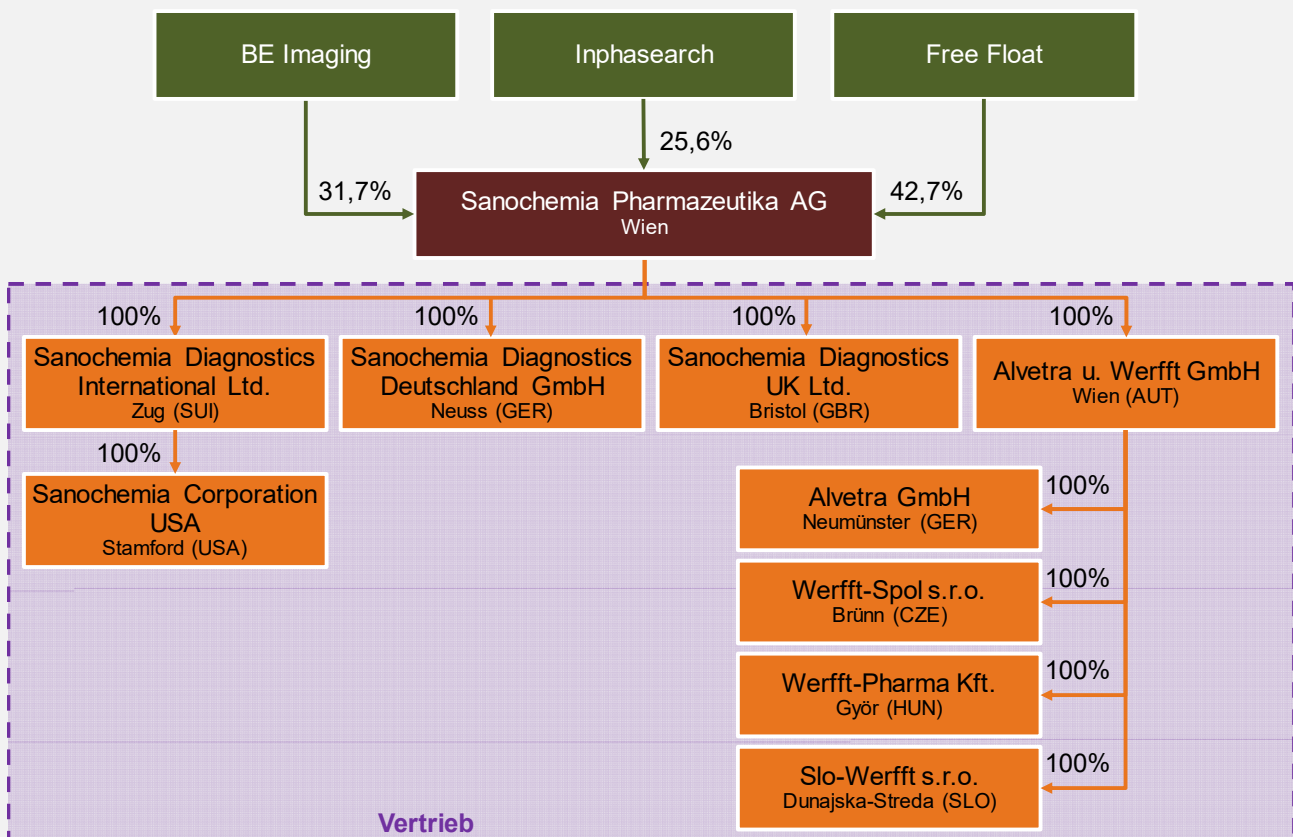 BE Imaging
Inphasearch
Free Float
25,6%
31,7%
42,7%
Sanochemia Pharmazeutika AG
Wien
100%
100%
100%
100%
Sanochemia Diagnostics
International Ltd.
Zug (SUI)
Sanochemia Diagnostics
Deutschland GmbH
Neuss (GER)
Sanochemia Diagnostics
UK Ltd.
Bristol (GBR)
Alvetra u. Werfft GmbH
Wien (AUT)
100%
Sanochemia Corporation
USA
Stamford (USA)
Alvetra GmbH
Neumünster (GER)
100%
Werfft-Spol s.r.o.
Brünn (CZE)
100%
Werfft-Pharma Kft.
Györ (HUN)
100%
Slo-Werfft s.r.o.
Dunajska-Streda (SLO)
100%
Vertrieb